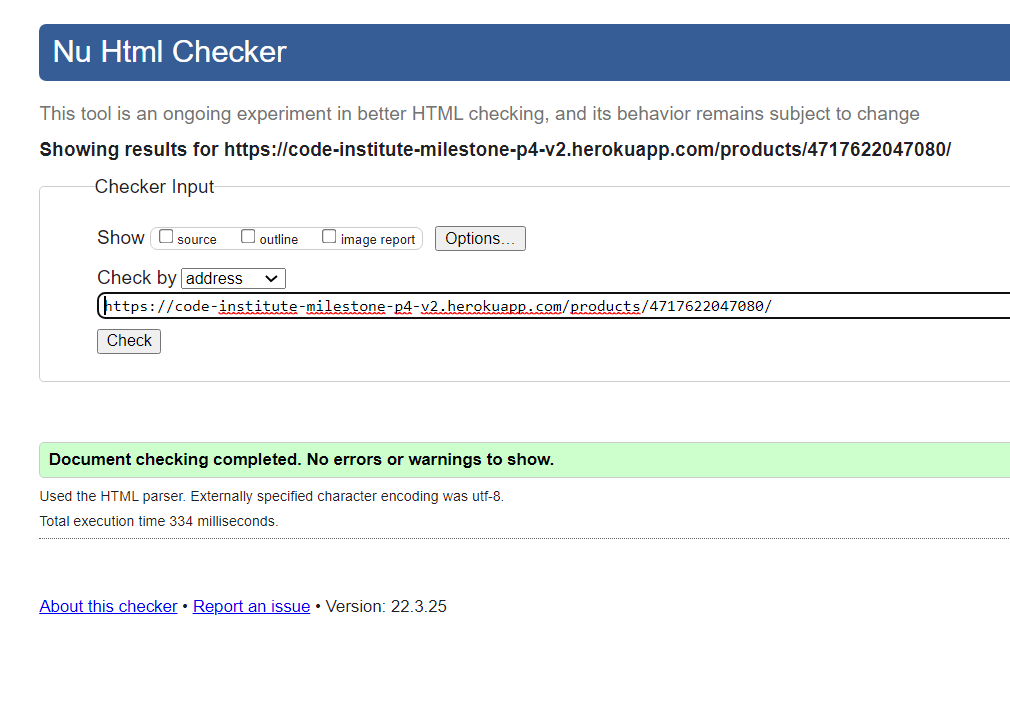 Nu Html Checker
This tool is an ongoing experiment in better HTML checking, and its behavior remains subject to change
Showing results for https://code-institute-milestone-p4-v2.herokuapp.com/products/4717622047080/
Checker Input
Show source outline image report Options...
Check by address
https://code-institute-milestone-p4-v2.herokuapp.com/products/4717622047080/
Check
Document checking completed. No errors or warnings to show.
Used the HTML parser. Externally specified character encoding was utf-8.
Total execution time 334 milliseconds.
About this checker • Report an issue • Version: 22.3.25